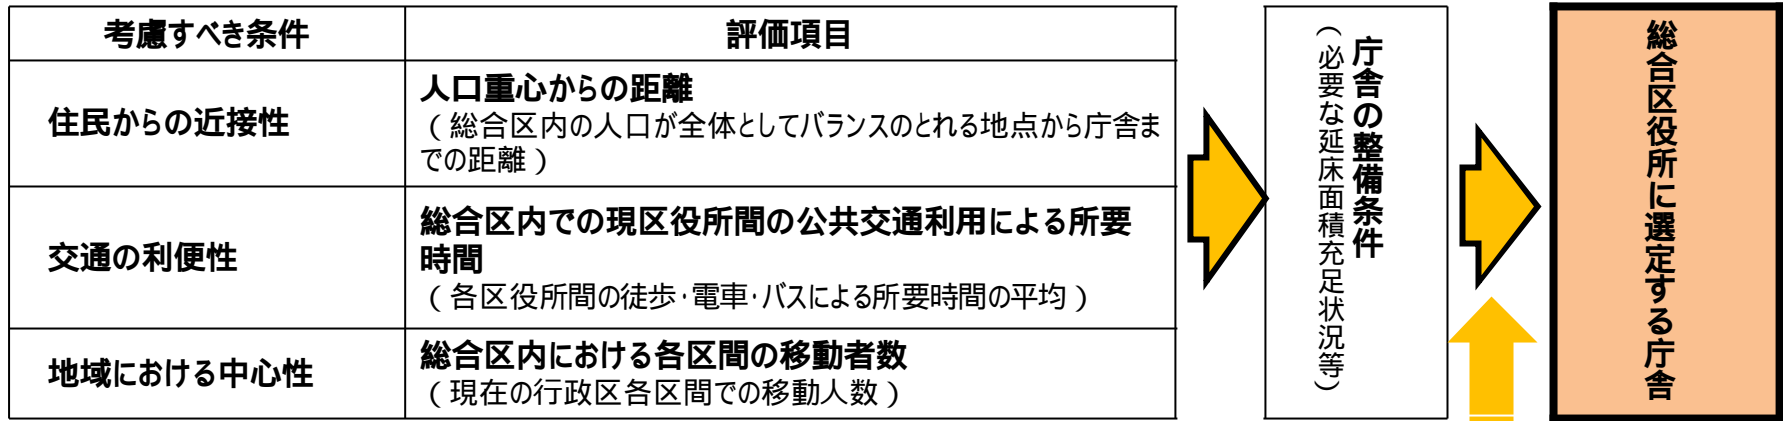 考慮すべき条件
評価項目
住民からの近接性
人口重心からの距離
（総合区内の人口が全体としてバランスのとれる地点から庁舎ま
での距離）
交通の利便性
総合区内での現区役所間の公共交通利用による所要
時間
（各区役所間の徒歩・電車・バスによる所要時間の平均）
地域における中心性
総合区内における各区間の移動者数
（現在の行政区各区間での移動人数）
庁舎の整備条件
（必要な延床面積充足状況等）
総合区役所に選定する庁舎